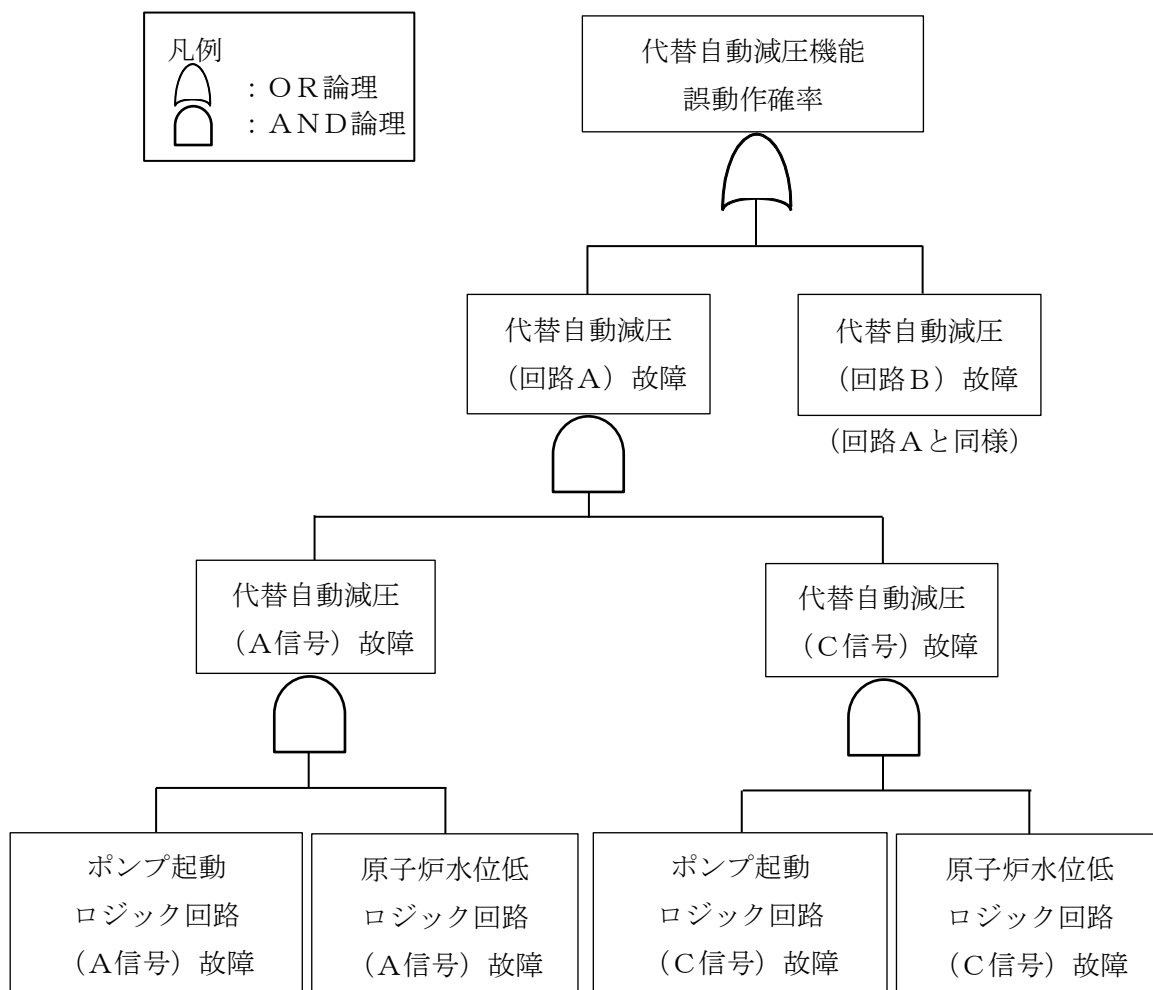 凡例
：ＯＲ論理
：ＡＮＤ論理
代替自動減圧機能
誤動作確率
代替自動減圧
（回路Ａ）故障
代替自動減圧
（回路Ｂ）故障
（回路Ａと同様）
代替自動減圧
（Ａ信号）故障
代替自動減圧
（Ｃ信号）故障
ポンプ起動
ロジック回路
（Ａ信号）故障
原子炉水位低
ロジック回路
（Ａ信号）故障
ポンプ起動
ロジック回路
（Ｃ信号）故障
原子炉水位低
ロジック回路
（Ｃ信号）故障